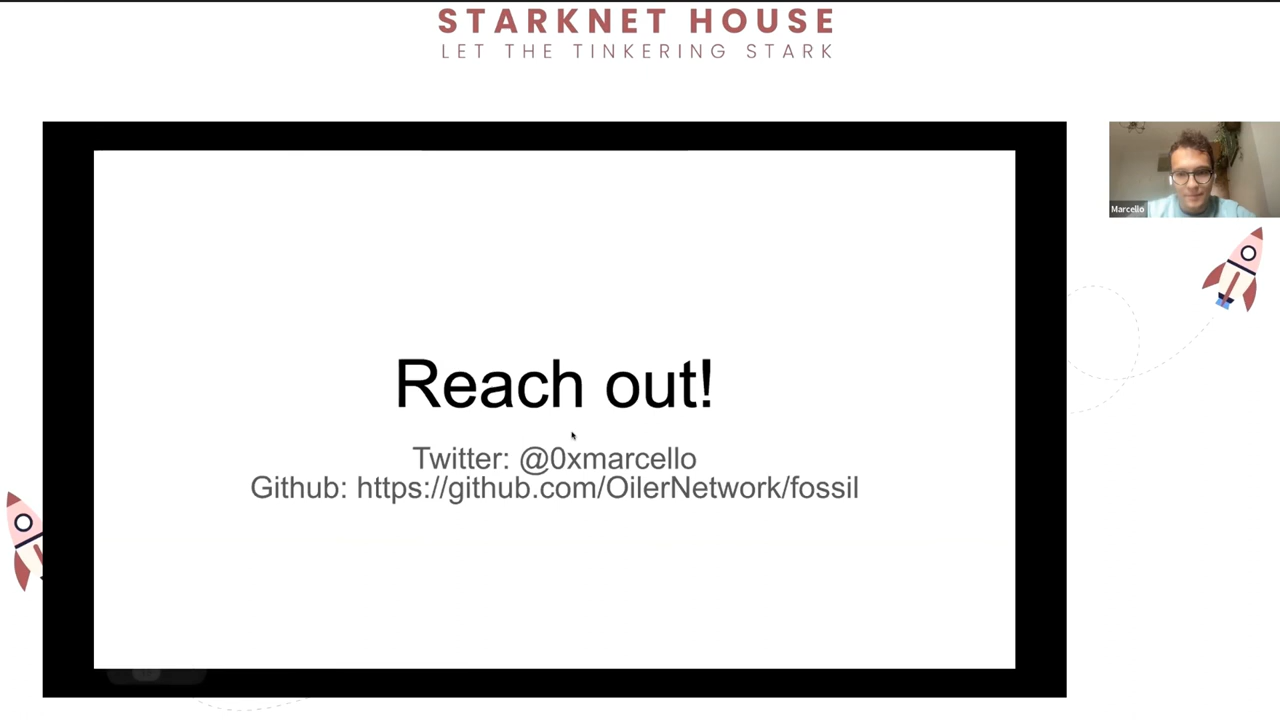 STARKNET HOUSE
LET THE TINKERING STARK
Marcello
Reach out!
Twitter: @0xmarcello
Github: https://github.com/OilerNetwork/fossil